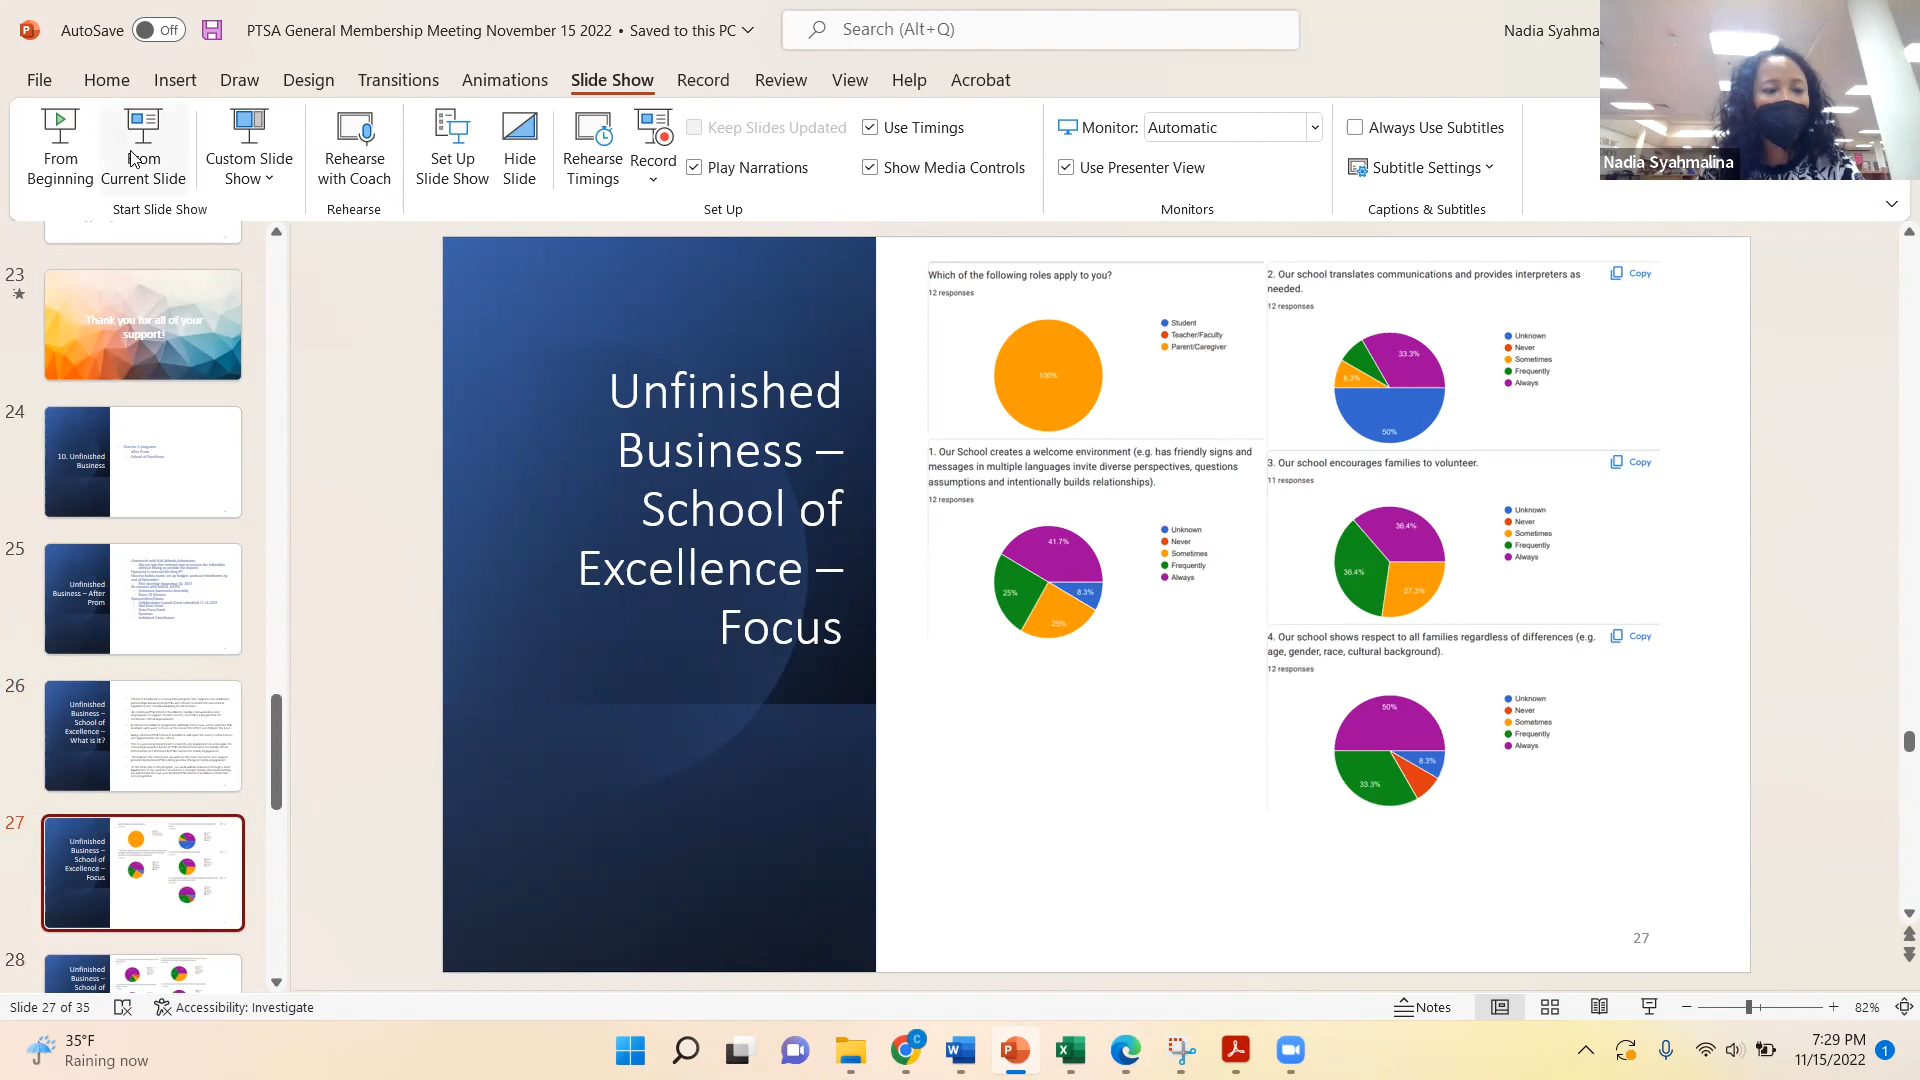 AutoSave Off PTSA General Membership Meeting November 15 2022 • Saved to this PC Search (Alt+Q) Nadia Syahma
File Home Insert Draw Design Transitions Animations Slide Show Record Review View Help Acrobat
From Beginning
From Current Slide
Custom Slide Show
Rehearse with Coach
Set Up Slide Show
Hide Slide
Rehearse Timings
Record
Keep Slides Updated
Use Timings
Play Narrations
Show Media Controls
Monitor: Automatic
Use Presenter View
Always Use Subtitles
Subtitle Settings
Nadia Syahmalina
Start Slide Show
Rehearse
Set Up
Monitors
Captions & Subtitles
23
Thank you for all of your
support!
24
10. Unfinished
Business
25
Unfinished
Business – After
Prom
26
Unfinished
Business –
School of
Excellence –
What is it?
27
Unfinished
Business –
School of
Excellence –
Focus
28
Unfinished
Business –
School of
Unfinished
Business –
School of
Excellence –
Focus
Which of the following roles apply to you?
12 responses
100%
Student
Teacher/Faculty
Parent/Caregiver
1. Our School creates a welcome environment (e.g. has friendly signs and
messages in multiple languages invite diverse perspectives, questions
assumptions and intentionally builds relationships).
12 responses
41.7%
8.3%
25%
25%
Unknown
Never
Sometimes
Frequently
Always
2. Our school translates communications and provides interpreters as
needed.
Copy
12 responses
33.3%
8.3%
50%
Unknown
Never
Sometimes
Frequently
Always
3. Our school encourages families to volunteer.
Copy
11 responses
36.4%
36.4%
27.3%
Unknown
Never
Sometimes
Frequently
Always
4. Our school shows respect to all families regardless of differences (e.g.
age, gender, race, cultural background).
Copy
12 responses
50%
8.3%
33.3%
Unknown
Never
Sometimes
Frequently
Always
27
Slide 27 of 35 Accessibility: Investigate Notes 82%
35°F
Raining now
7:29 PM
11/15/2022
1